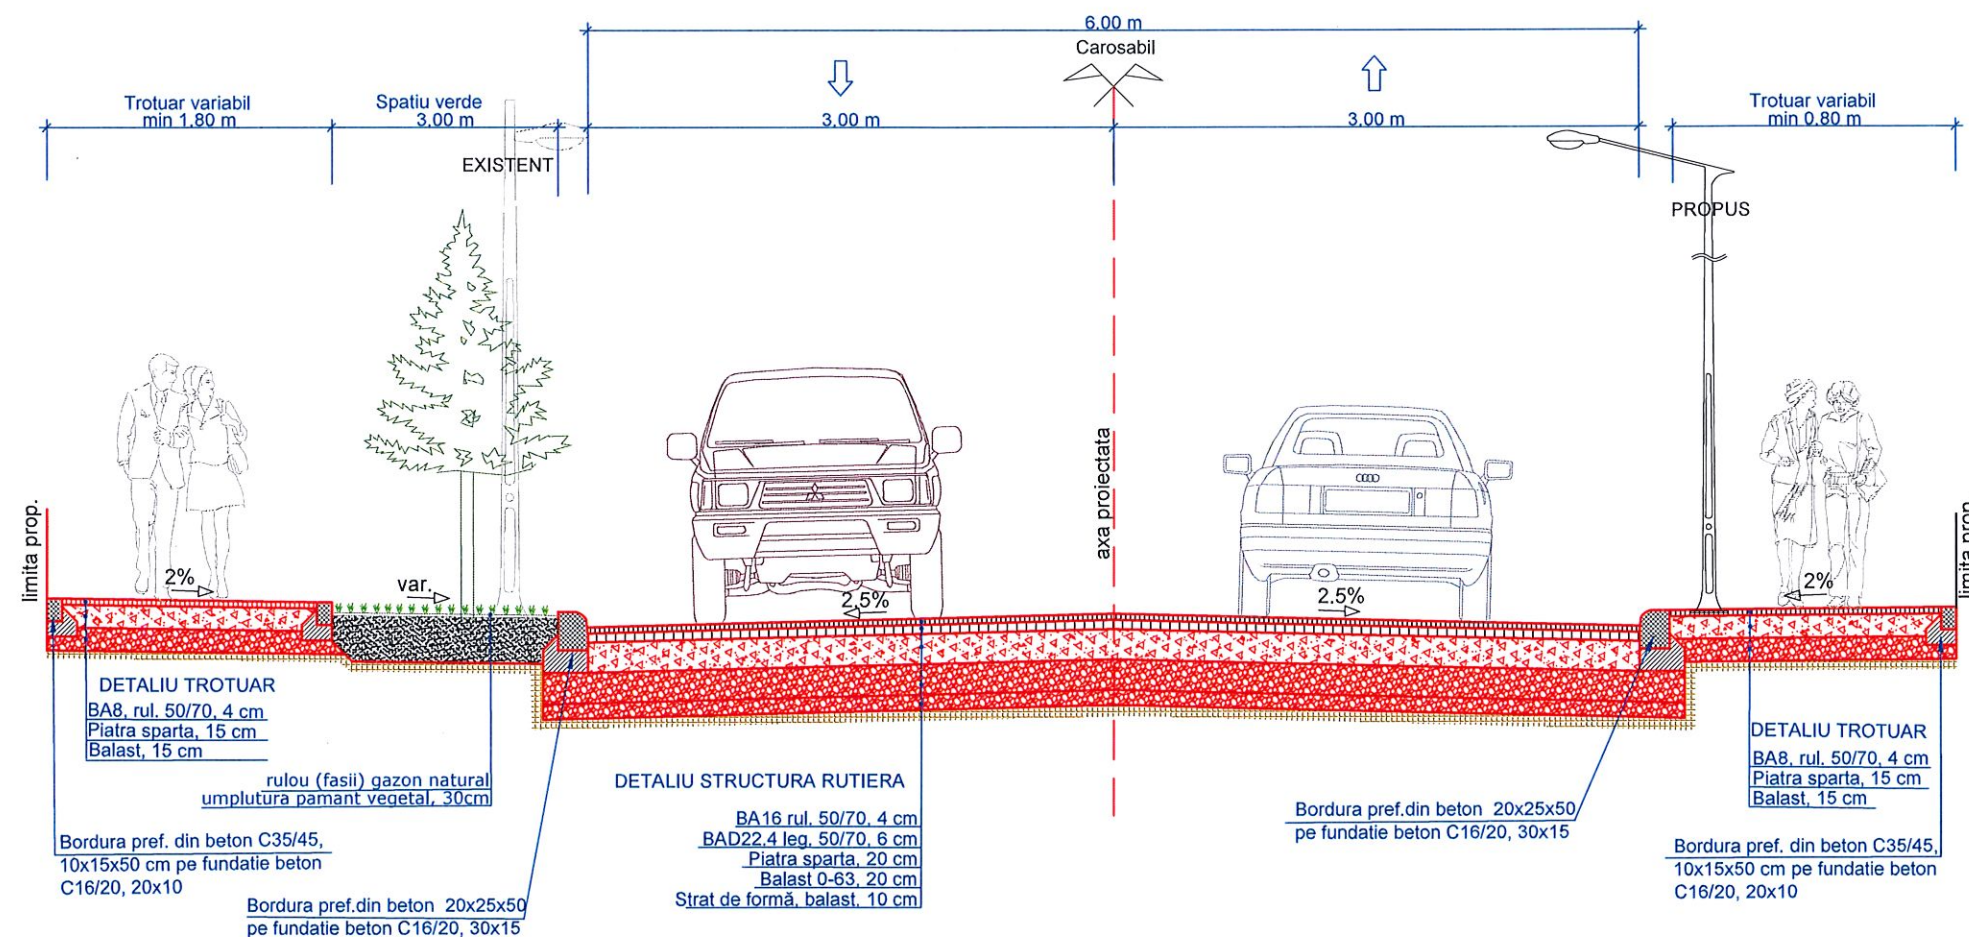 6.00 m
Carosabil
Trotuar variabil
min 1.80 m
Spatiu verde
3.00 m
3.00 m
3.00 m
Trotuar variabil
min 0.80 m
EXISTENT
PROPUS
limita prop.
axa proiectata
limita prop.
2%
var.
2.5%
2.5%
2%
DETALIU TROTUAR
BA8, rul. 50/70, 4 cm
Piatra sparta, 15 cm
Balast, 15 cm
rulou (fasii) gazon natural
umplutura pamant vegetal, 30cm
Bordura pref. din beton C35/45,
10x15x50 cm pe fundatie beton
C16/20, 20x10
Bordura pref.din beton 20x25x50
pe fundatie beton C16/20, 30x15
DETALIU STRUCTURA RUTIERA
BA16 rul. 50/70, 4 cm
BAD22.4 leg. 50/70, 6 cm
Piatra sparta, 20 cm
Balast 0-63, 20 cm
Strat de formă, balast, 10 cm
Bordura pref.din beton 20x25x50
pe fundatie beton C16/20, 30x15
DETALIU TROTUAR
BA8, rul. 50/70, 4 cm
Piatra sparta, 15 cm
Balast, 15 cm
Bordura pref. din beton C35/45,
10x15x50 cm pe fundatie beton
C16/20, 20x10